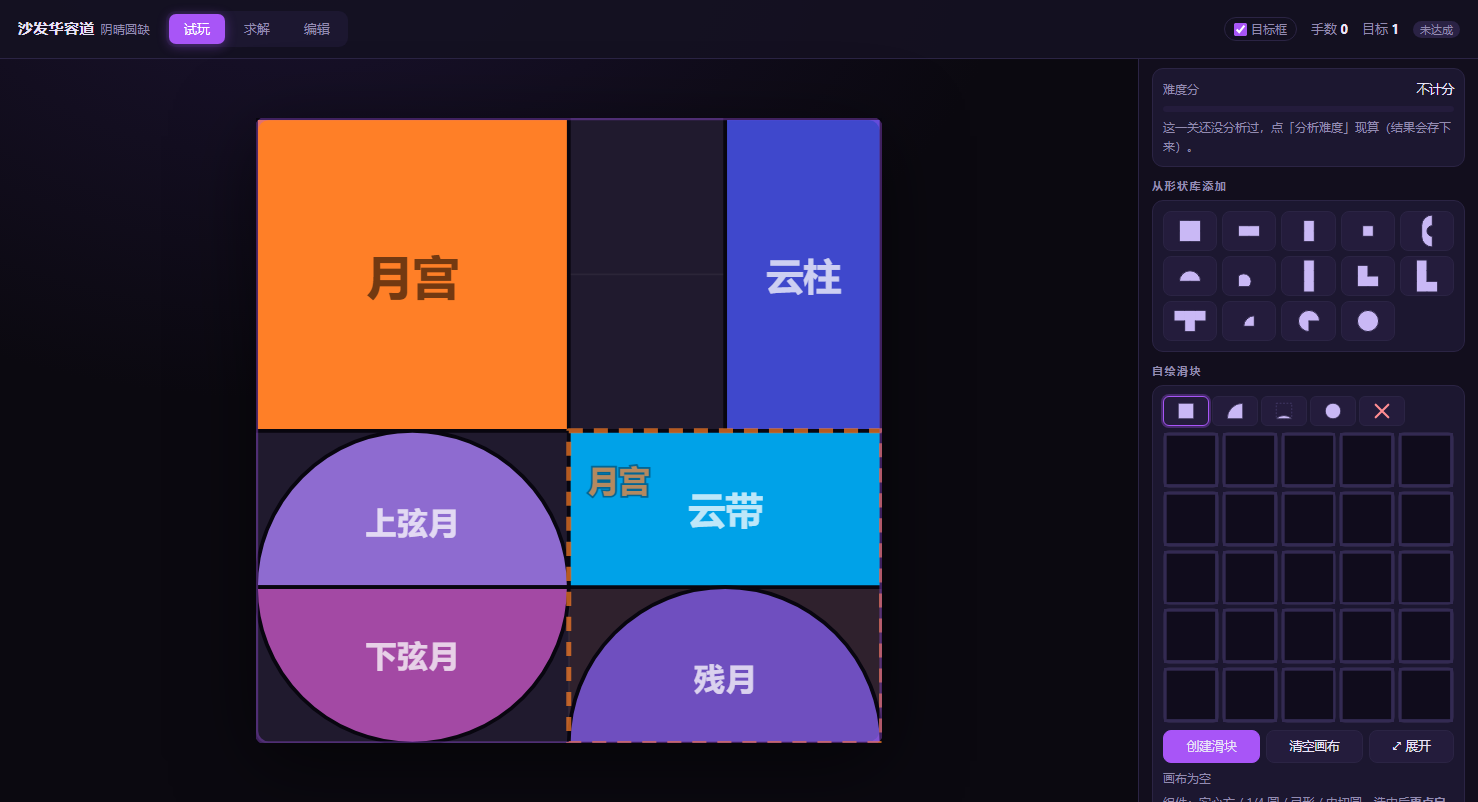 沙发华容道 阴晴圆缺 试玩 求解 编辑 目标框 手数 0 目标 1 未达成
难度分 不计分
这一关还没分析过，点「分析难度」现算（结果会存下
来）。
从形状库添加
月宫
云柱
自绘滑块
月宫
云带
上弦月
下弦月
残月
创建滑块 清空画布 展开
画布为空